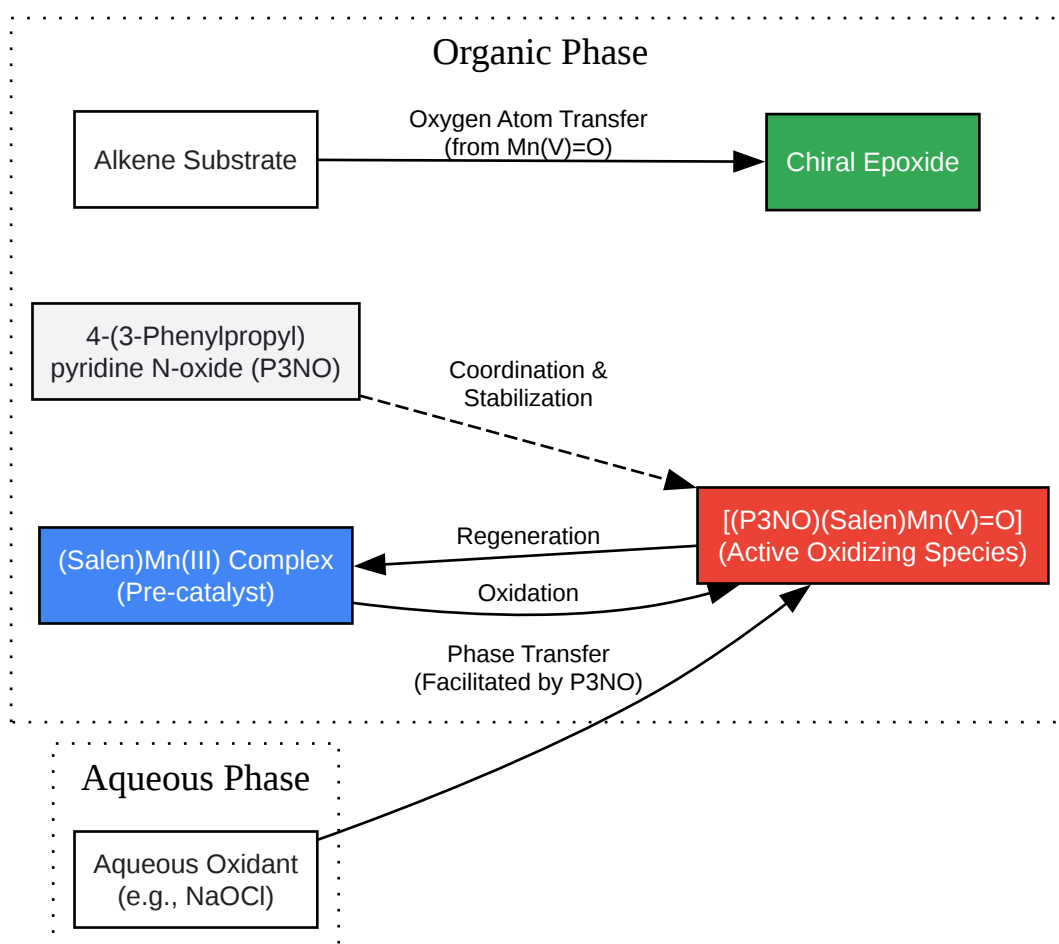 Organic Phase
Oxygen Atom Transfer
(from Mn(V)=O)
Alkene Substrate
Chiral Epoxide
4-(3-Phenylpropyl)
pyridine N-oxide (P3NO)
Coordination &
Stabilization
[(P3NO)(Salen)Mn(V)=O]
(Active Oxidizing Species)
Regeneration
(Salen)Mn(III) Complex
(Pre-catalyst)
Oxidation
Phase Transfer
(Facilitated by P3NO)
Aqueous Phase
Aqueous Oxidant
(e.g., NaOCl)